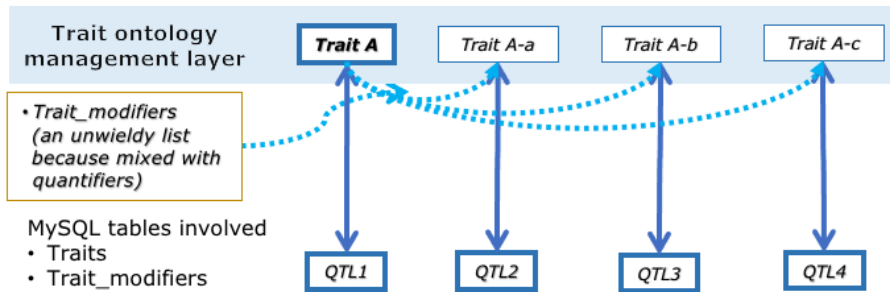 Trait ontology
management layer
Trait A
Trait A-a
Trait A-b
Trait A-c
• Trait_modifiers
(an unwieldy list
because mixed with
quantifiers)
MySQL tables involved
• Traits
• Trait_modifiers
QTL1
QTL2
QTL3
QTL4